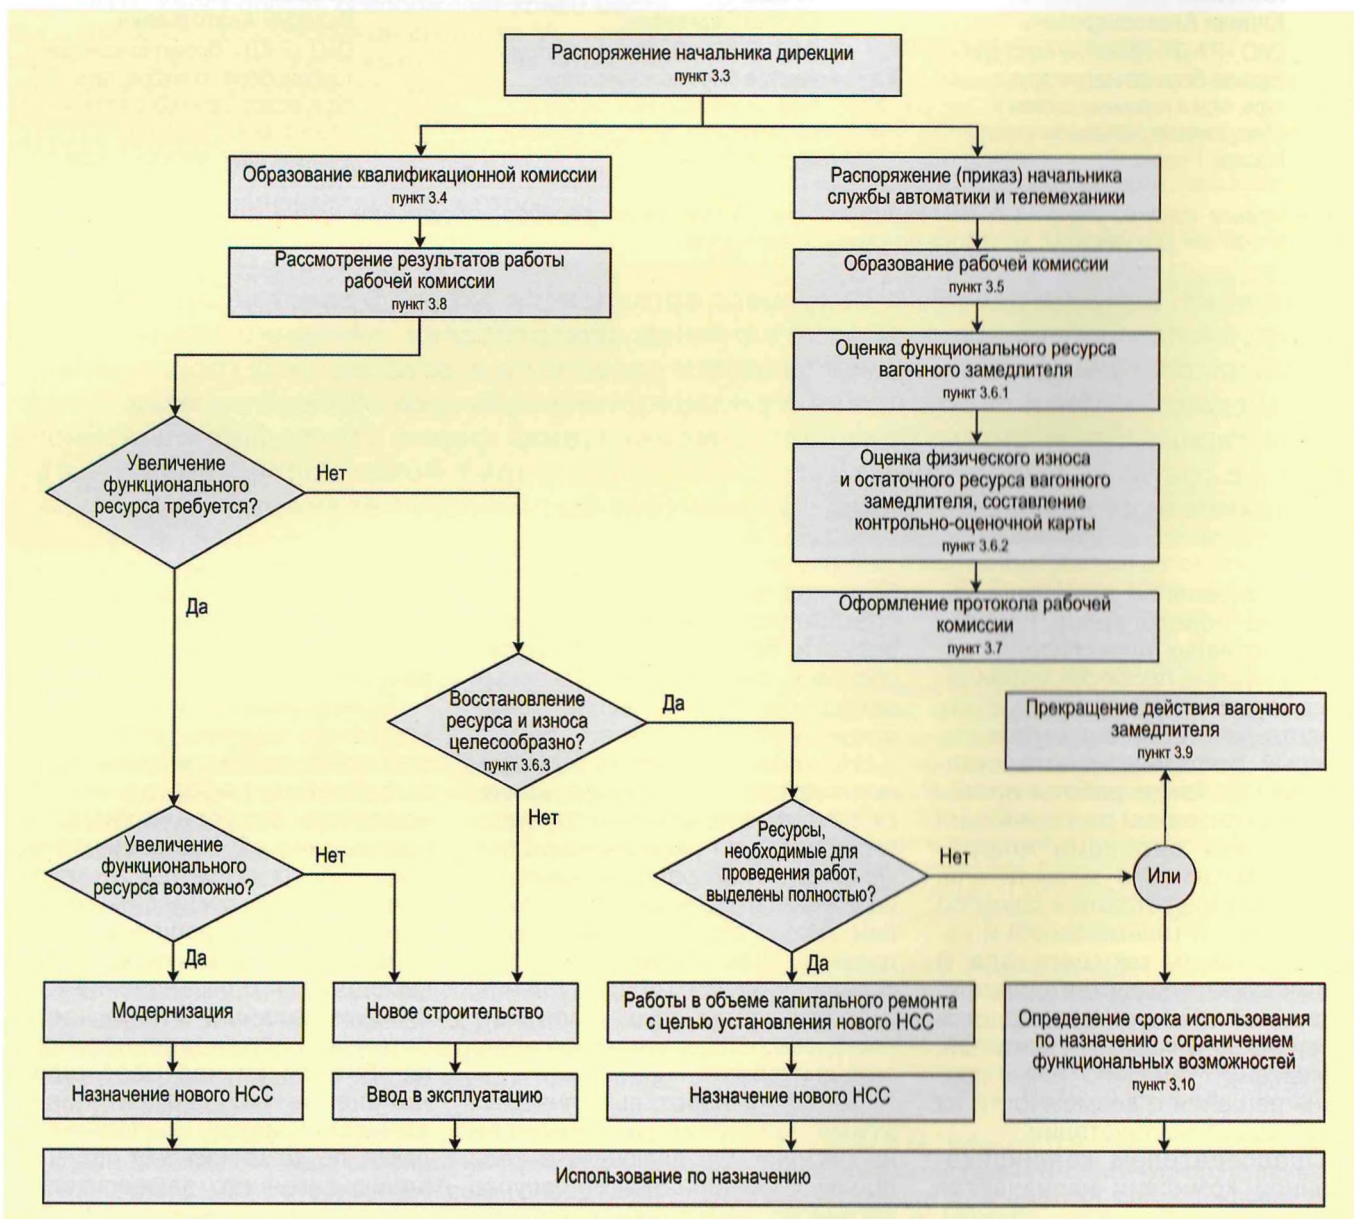 Распоряжение начальника дирекции
пункт 3.3
Образование квалификационной комиссии
пункт 3.4
Распоряжение (приказ) начальника
службы автоматики и телемеханики
Рассмотрение результатов работы
рабочей комиссии
пункт 3.8
Образование рабочей комиссии
пункт 3.5
Оценка функционального ресурса
вагонного замедлителя
пункт 3.6.1
Увеличение
функционального
ресурса требуется?
Нет
Да
Оценка физического износа
и остаточного ресурса вагонного
замедлителя, составление
контрольно-оценочной карты
пункт 3.6.2
Оформление протокола рабочей
комиссии
пункт 3.7
Восстановление
ресурса и износа
целесообразно?
пункт 3.6.3
Да
Нет
Прекращение действия вагонного
замедлителя
пункт 3.9
Увеличение
функционального
ресурса возможно?
Нет
Да
Ресурсы,
необходимые для
проведения работ,
выделены полностью?
Нет
Да
Или
Модернизация
Новое строительство
Работы в объеме капитального ремонта
с целью установления нового НСС
Определение срока использования
по назначению с ограничением
функциональных возможностей
пункт 3.10
Назначение нового НСС
Ввод в эксплуатацию
Назначение нового НСС
Использование по назначению